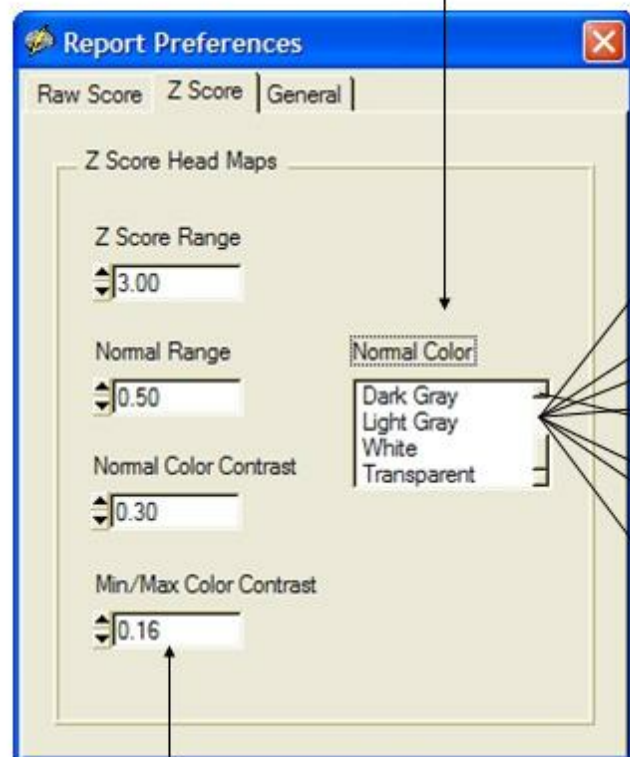 Report Preferences
Raw Score Z Score General
Z Score Head Maps
Z Score Range
3.00
Normal Range
0.50
Normal Color Contrast
0.30
Min/Max Color Contrast
0.16
Normal Color
Dark Gray
Light Gray
White
Transparent